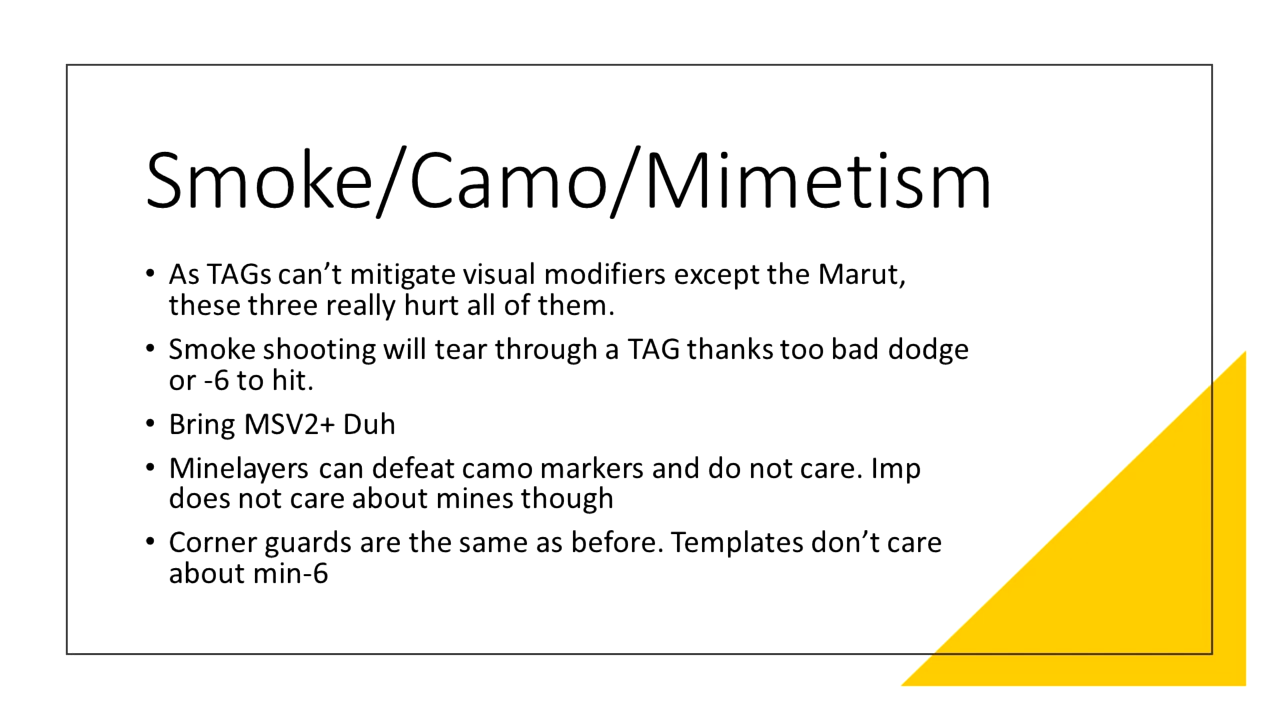 Smoke/Camo/Mimetism
• As TAGs can’t mitigate visual modifiers except the Marut,
these three really hurt all of them.
• Smoke shooting will tear through a TAG thanks too bad dodge
or -6 to hit.
• Bring MSV2+ Duh
• Minelayers can defeat camo markers and do not care. Imp
does not care about mines though
• Corner guards are the same as before. Templates don’t care
about min-6